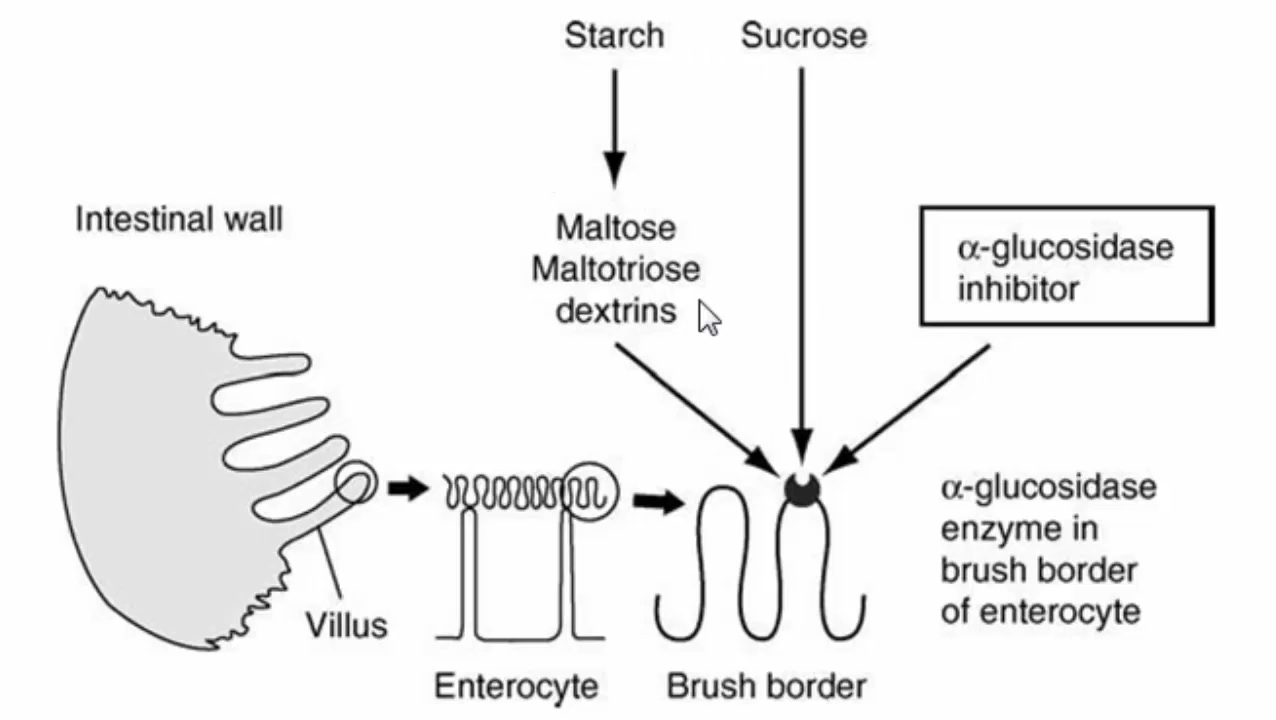 Starch
Sucrose
Intestinal wall
Maltose
Maltotriose
dextrins
α-glucosidase
inhibitor
α-glucosidase
enzyme in
brush border
of enterocyte
Villus
Enterocyte
Brush border